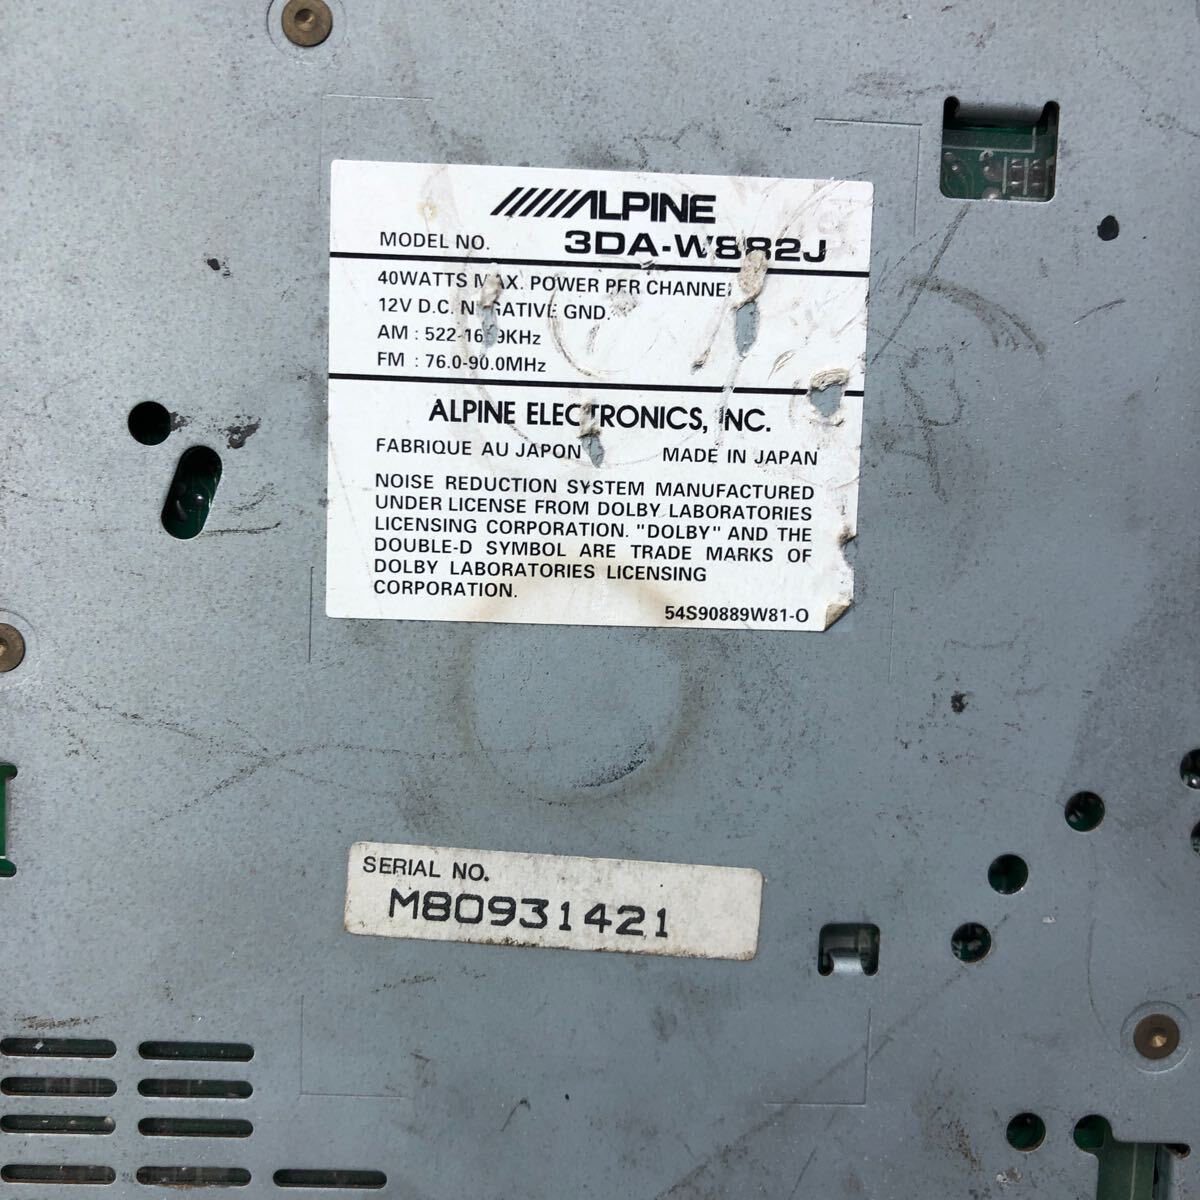 ALPINE
MODEL NO. 3DA-W882J
40WATTS MAX. POWER PER CHANNEL
12V D.C. NEGATIVE GND.
AM : 522-1629KHz
FM : 76.0-90.0MHz
ALPINE ELECTRONICS, INC.
FABRIQUE AU JAPON MADE IN JAPAN
NOISE REDUCTION SYSTEM MANUFACTURED
UNDER LICENSE FROM DOLBY LABORATORIES
LICENSING CORPORATION. "DOLBY" AND THE
DOUBLE-D SYMBOL ARE TRADE MARKS OF
DOLBY LABORATORIES LICENSING
CORPORATION.
54S90889W81-O
SERIAL NO.
M80931421